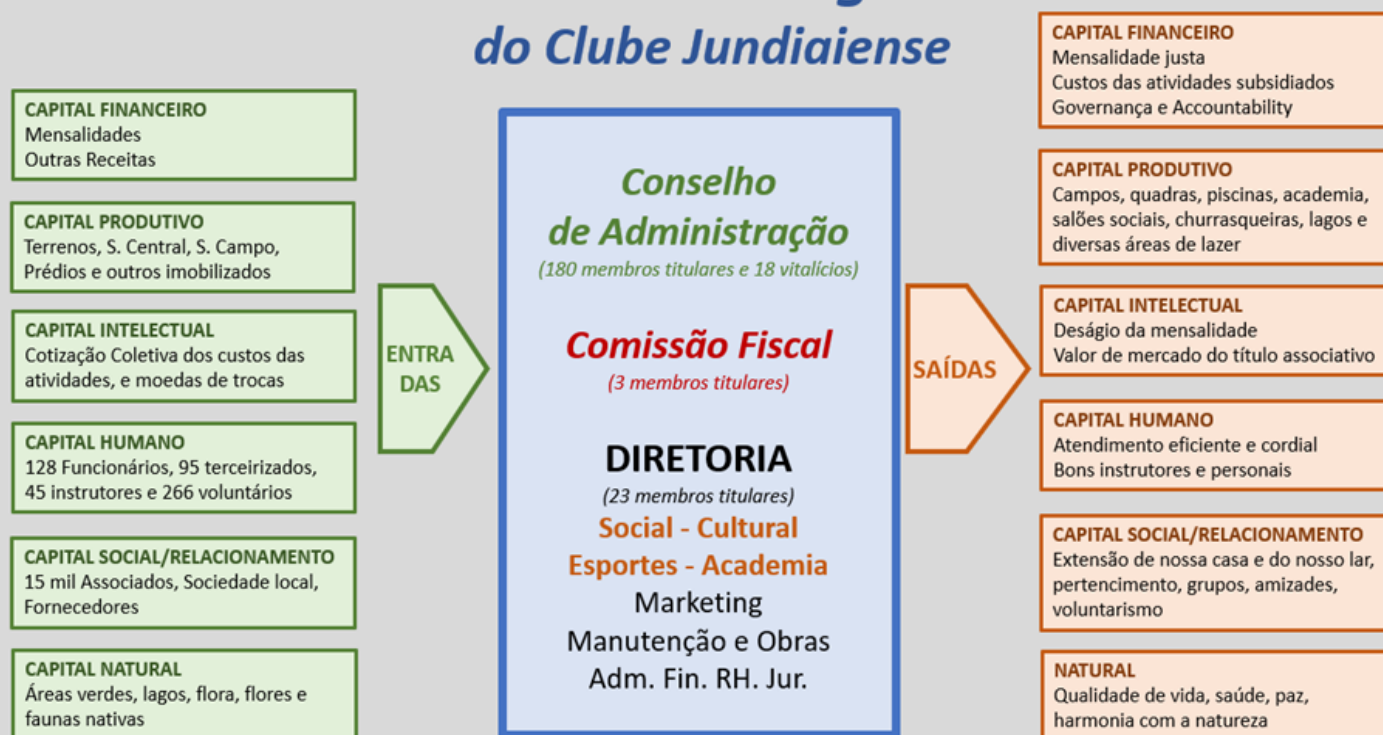 do Clube Jundiaiense
CAPITAL FINANCEIRO
Mensalidades
Outras Receitas
CAPITAL PRODUTIVO
Terrenos, S. Central, S. Campo,
Prédios e outros imobilizados
CAPITAL INTELECTUAL
Cotização Coletiva dos custos das
atividades, e moedas de trocas
CAPITAL HUMANO
128 Funcionários, 95 terceirizados,
45 instrutores e 266 voluntários
CAPITAL SOCIAL/RELACIONAMENTO
15 mil Associados, Sociedade local,
Fornecedores
CAPITAL NATURAL
Áreas verdes, lagos, flora, flores e
faunas nativas
ENTRA
DAS
Conselho
de Administração
(180 membros titulares e 18 vitalícios)
Comissão Fiscal
(3 membros titulares)
DIRETORIA
(23 membros titulares)
Social - Cultural
Esportes - Academia
Marketing
Manutenção e Obras
Adm. Fin. RH. Jur.
SAÍDAS
CAPITAL FINANCEIRO
Mensalidade justa
Custos das atividades subsidiados
Governança e Accountability
CAPITAL PRODUTIVO
Campos, quadras, piscinas, academia,
salões sociais, churrasqueiras, lagos e
diversas áreas de lazer
CAPITAL INTELECTUAL
Deságio da mensalidade
Valor de mercado do título associativo
CAPITAL HUMANO
Atendimento eficiente e cordial
Bons instrutores e personais
CAPITAL SOCIAL/RELACIONAMENTO
Extensão de nossa casa e do nosso lar,
pertencimento, grupos, amizades,
voluntarismo
NATURAL
Qualidade de vida, saúde, paz,
harmonia com a natureza